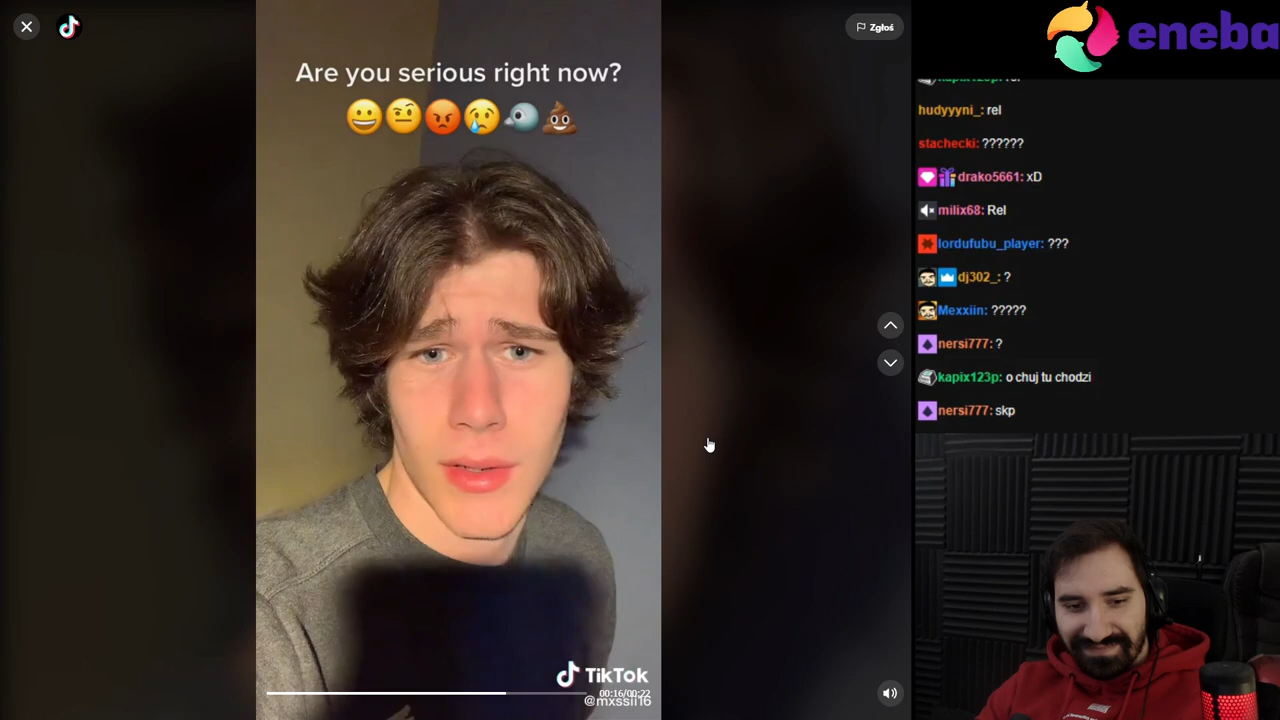 Zgłoś
Are you serious right now?
TikTok
00:16/00:22
@mxssii16
eneba
hudyyyni_: rel
stachecki: ??????
drako5661: xD
milix68: Rel
lordufubu_player: ???
dj302_: ?
Mexxiin: ?????
nersi777: ?
kapix123p: o chuj tu chodzi
nersi777: skp